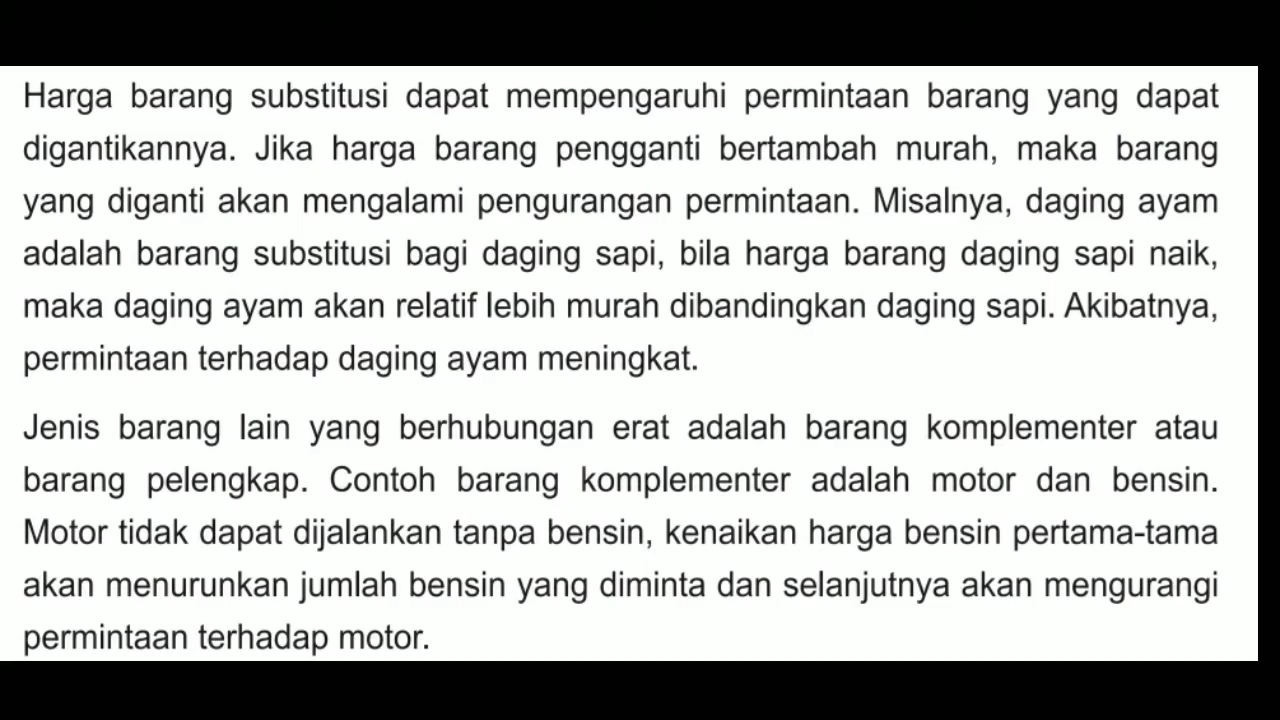 Harga barang substitusi dapat mempengaruhi permintaan barang yang dapat
digantikannya. Jika harga barang pengganti bertambah murah, maka barang
yang diganti akan mengalami pengurangan permintaan. Misalnya, daging ayam
adalah barang substitusi bagi daging sapi, bila harga barang daging sapi naik,
maka daging ayam akan relatif lebih murah dibandingkan daging sapi. Akibatnya,
permintaan terhadap daging ayam meningkat.
Jenis barang lain yang berhubungan erat adalah barang komplementer atau
barang pelengkap. Contoh barang komplementer adalah motor dan bensin.
Motor tidak dapat dijalankan tanpa bensin, kenaikan harga bensin pertama-tama
akan menurunkan jumlah bensin yang diminta dan selanjutnya akan mengurangi
permintaan terhadap motor.